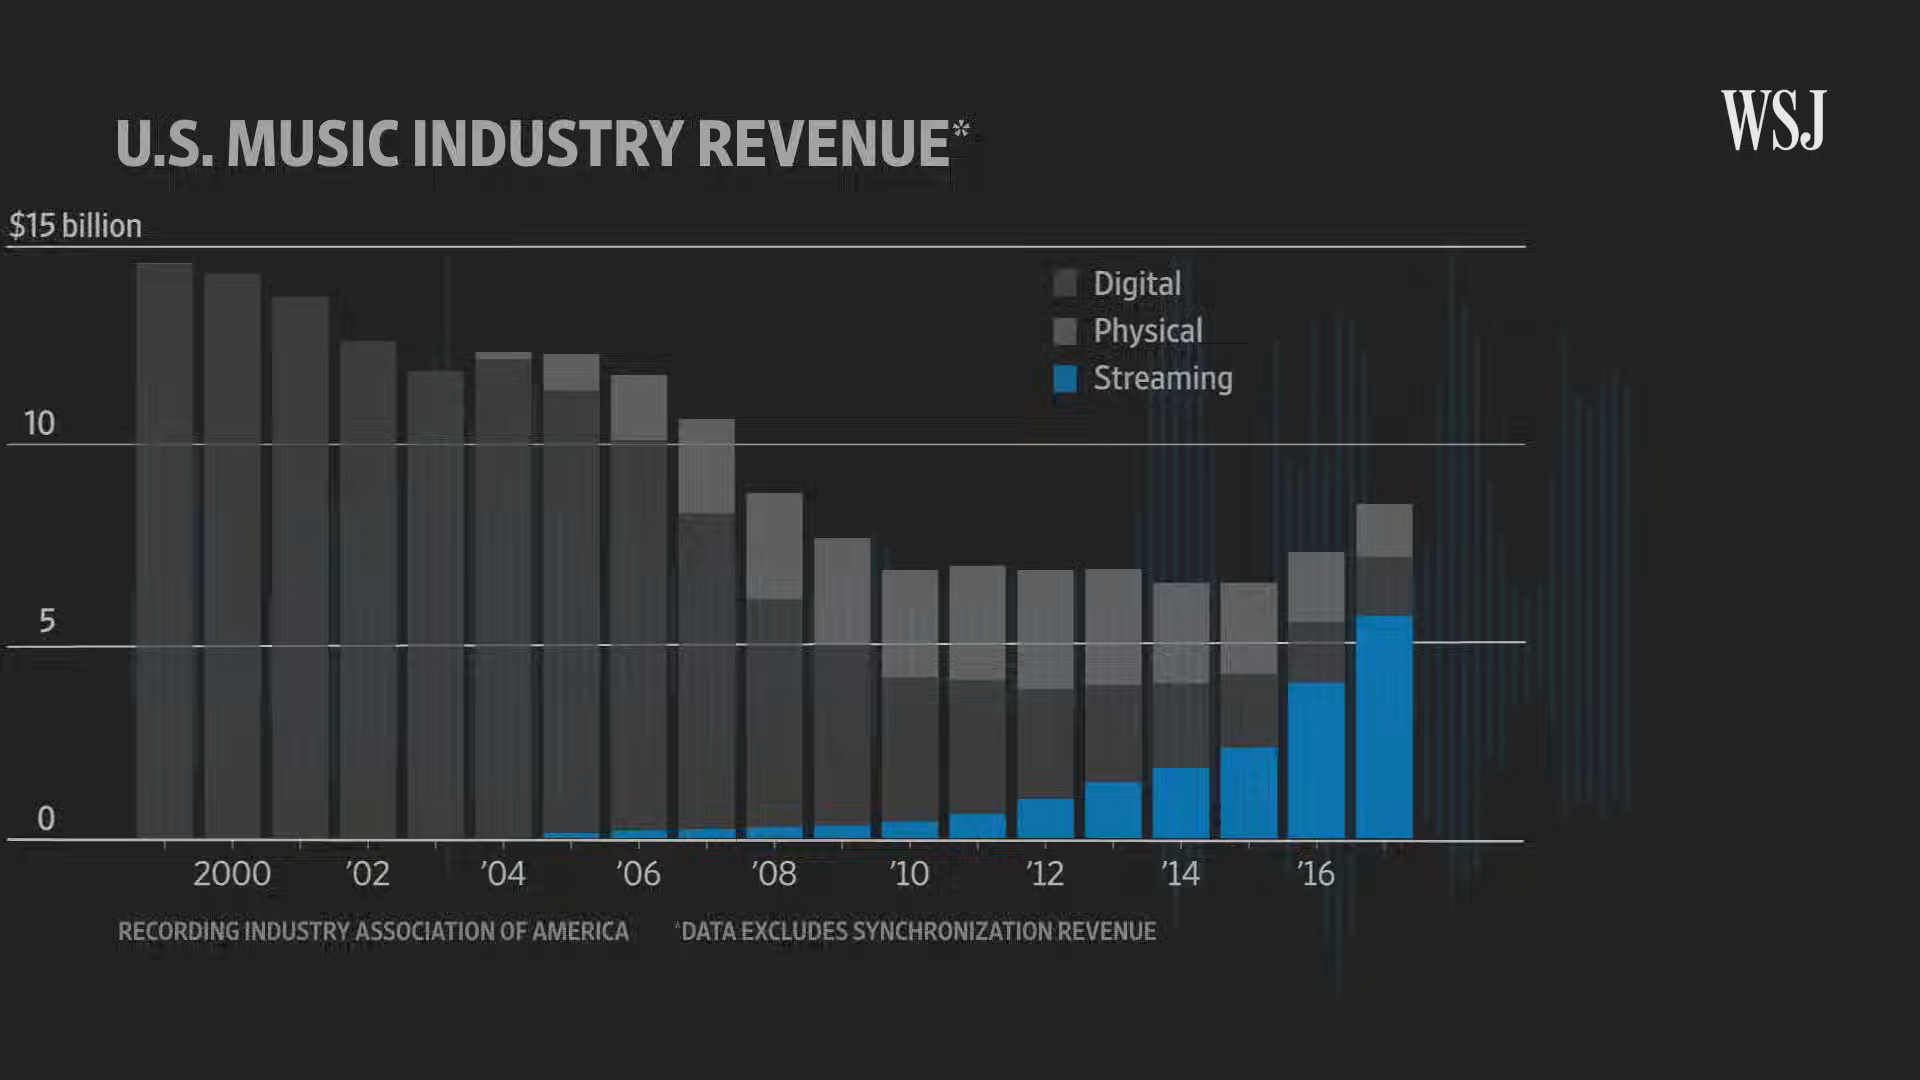 WSJ
U.S. MUSIC INDUSTRY REVENUE*
$15 billion
Digital
Physical
Streaming
10
5
0
2000 '02 '04 '06 '08 '10 '12 '14 '16
RECORDING INDUSTRY ASSOCIATION OF AMERICA *DATA EXCLUDES SYNCHRONIZATION REVENUE